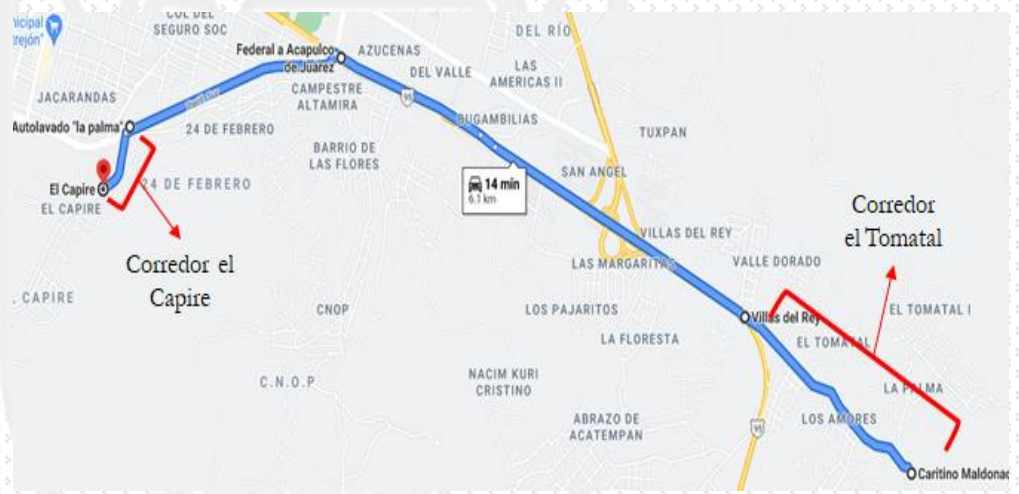 COL DEL
SEGURO SOC
DEL RÍO
nicipal
rejón"
Federal a Acapulco
de Juárez
AZUCENAS
DEL VALLE
LAS
AMERICAS II
JACARANDAS
CAMPESTRE
ALTAMIRA
95
Autolavado "la palma"
24 DE FEBRERO
BUGAMBILIAS
TUXPAN
BARRIO DE
LAS FLORES
SAN ANGEL
El Capire
24 DE FEBRERO
14 min
6.1 km
EL CAPIRE
Corredor
el Tomatal
Corredor el
Capire
VILLAS DEL REY
LAS MARGARITAS
VALLE DORADO
CAPIRE
CNOP
LOS PAJARITOS
Villas del Rey
EL TOMATAL I
LA FLORESTA
EL TOMATAL
C.N.O.P
NACIM KURI
CRISTINO
LA PALMA
ABRAZO DE
ACATEMPAN
95
LOS AMORES
Caritino Maldonad